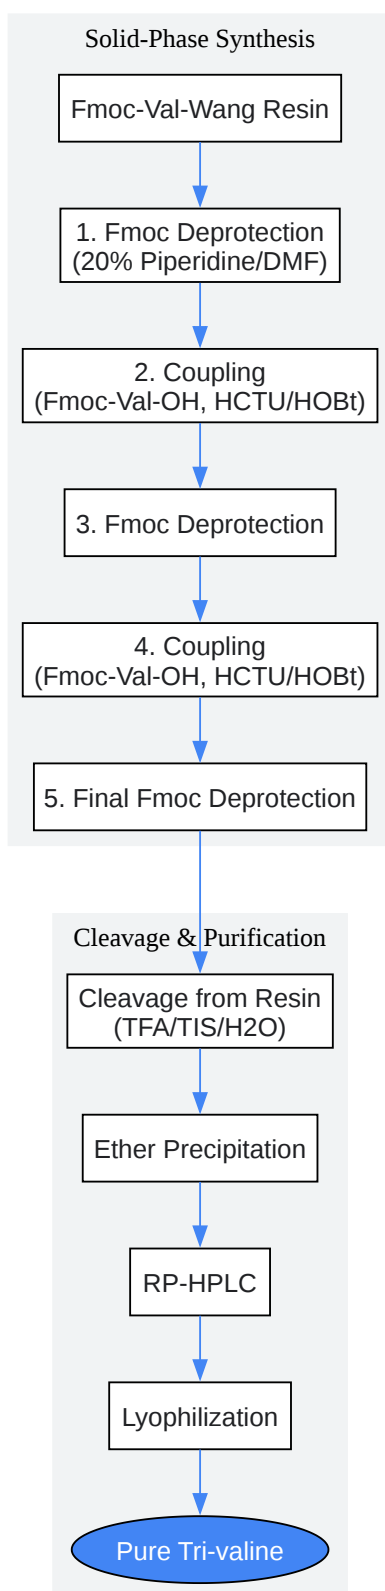 Solid-Phase Synthesis
Fmoc-Val-Wang Resin
1. Fmoc Deprotection
(20% Piperidine/DMF)
2. Coupling
(Fmoc-Val-OH, HCTU/HOBt)
3. Fmoc Deprotection
4. Coupling
(Fmoc-Val-OH, HCTU/HOBt)
5. Final Fmoc Deprotection
Cleavage & Purification
Cleavage from Resin
(TFA/TIS/H2O)
Ether Precipitation
RP-HPLC
Lyophilization
Pure Tri-valine